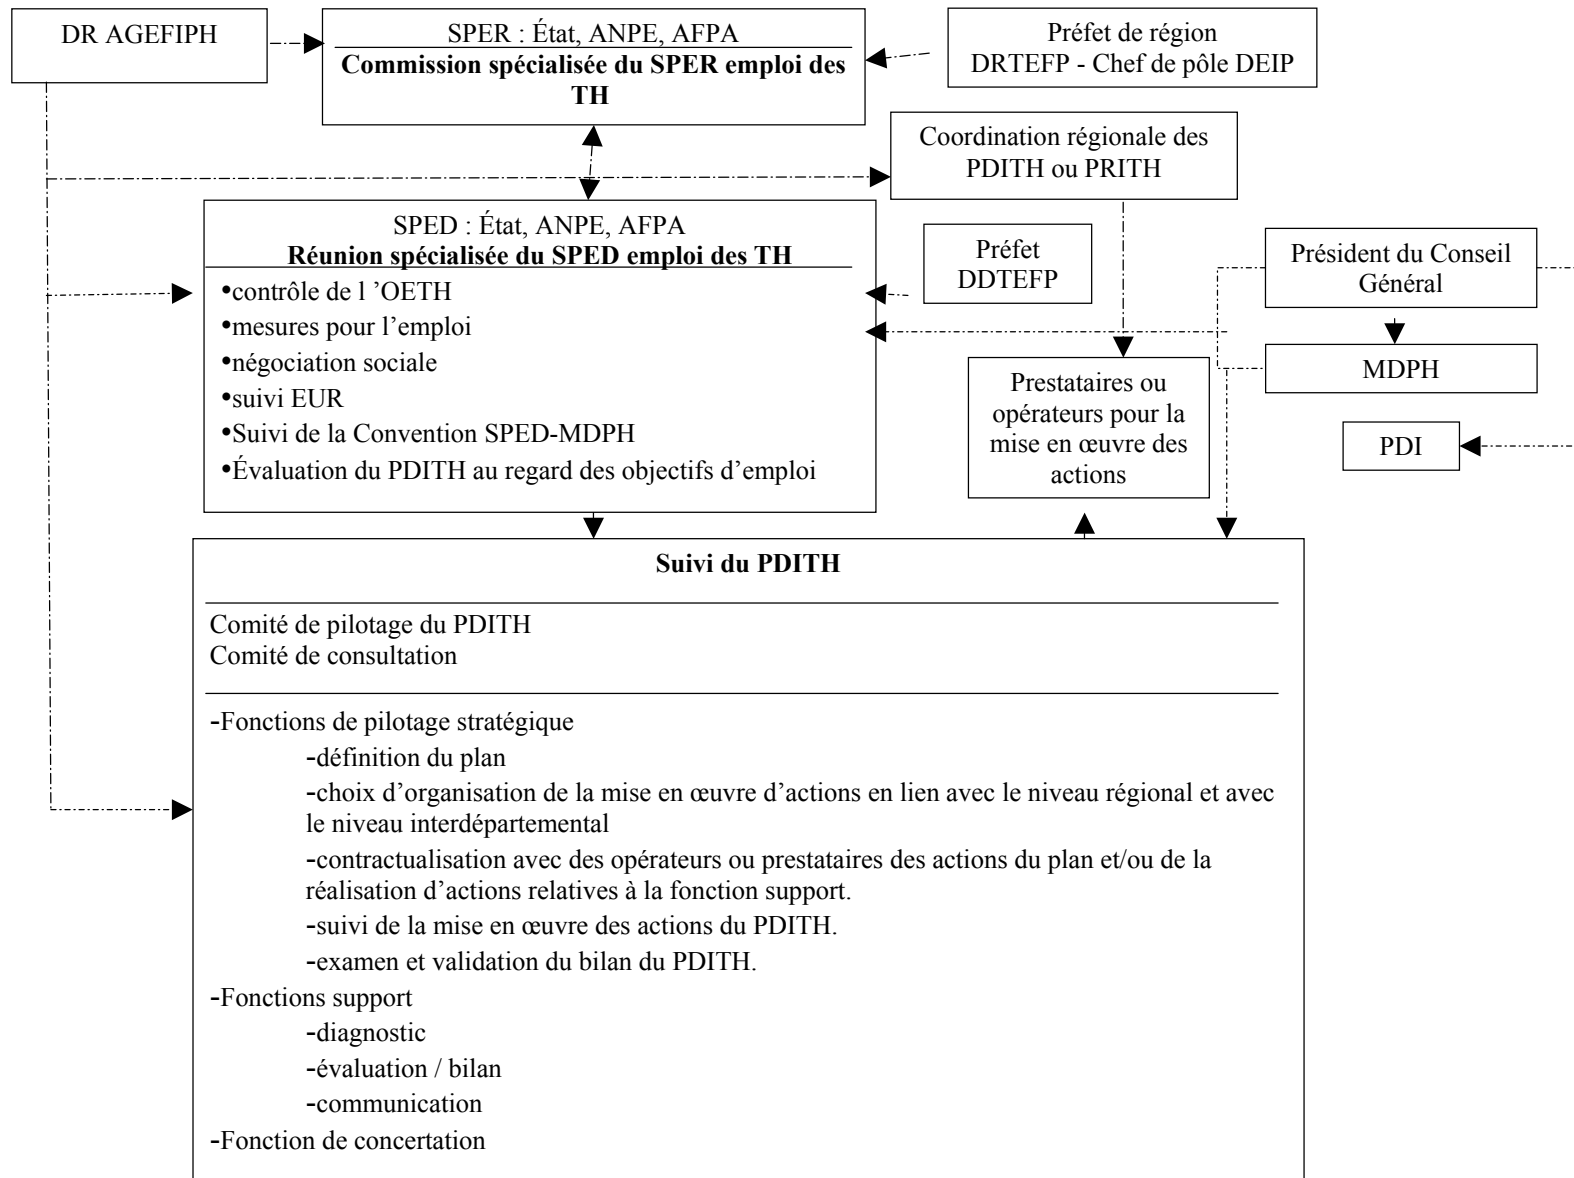 DR AGEFIPH
SPER : État, ANPE, AFPA
Commission spécialisée du SPER emploi des
TH
Préfet de région
DRTEFP - Chef de pôle DEIP
Coordination régionale des
PDITH ou PRITH
SPED : État, ANPE, AFPA
Réunion spécialisée du SPED emploi des TH
•contrôle de l ’OETH
•mesures pour l’emploi
•négociation sociale
•suivi EUR
•Suivi de la Convention SPED-MDPH
•Évaluation du PDITH au regard des objectifs d’emploi
Préfet
DDTEFP
Président du Conseil
Général
MDPH
PDI
Prestataires ou
opérateurs pour la
mise en œuvre des
actions
Suivi du PDITH
Comité de pilotage du PDITH
Comité de consultation
-Fonctions de pilotage stratégique
-définition du plan
-choix d’organisation de la mise en œuvre d’actions en lien avec le niveau régional et avec
le niveau interdépartemental
-contractualisation avec des opérateurs ou prestataires des actions du plan et/ou de la
réalisation d’actions relatives à la fonction support.
-suivi de la mise en œuvre des actions du PDITH.
-examen et validation du bilan du PDITH.
-Fonctions support
-diagnostic
-évaluation / bilan
-communication
-Fonction de concertation